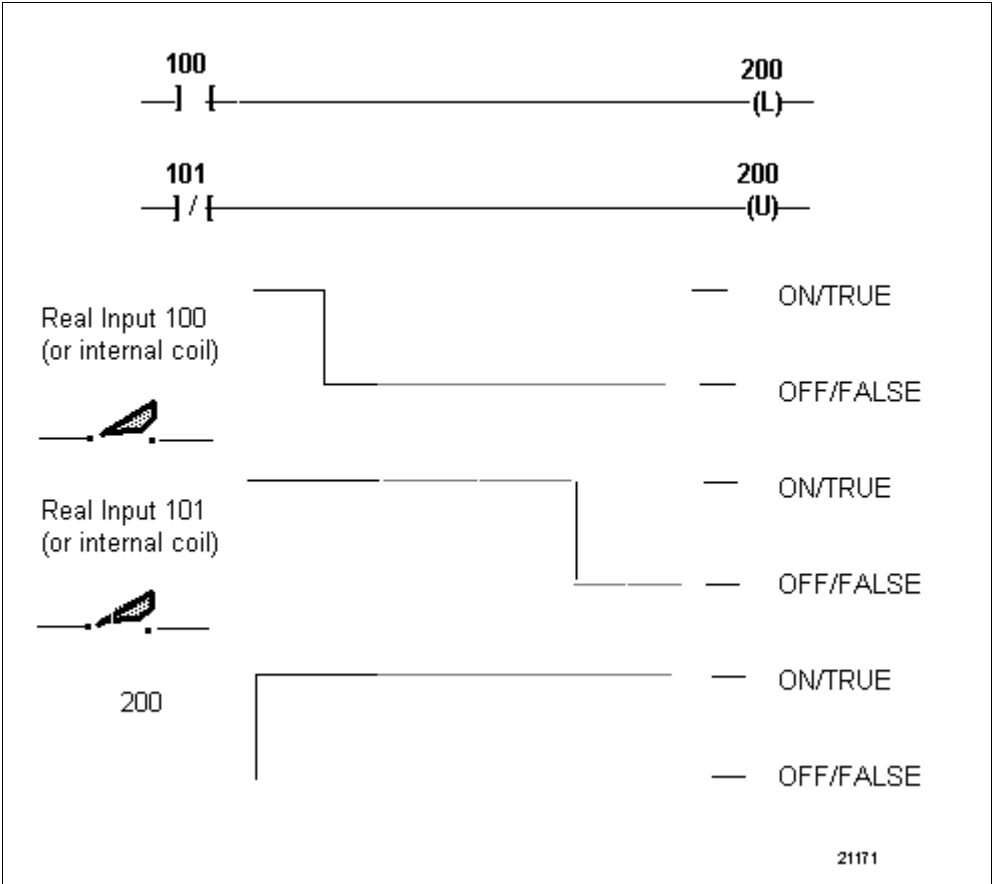 100
200
] [
(L)
101
200
] / [
(U)
ON/TRUE
Real Input 100
(or internal coil)
OFF/FALSE
ON/TRUE
Real Input 101
(or internal coil)
OFF/FALSE
ON/TRUE
200
OFF/FALSE
21171